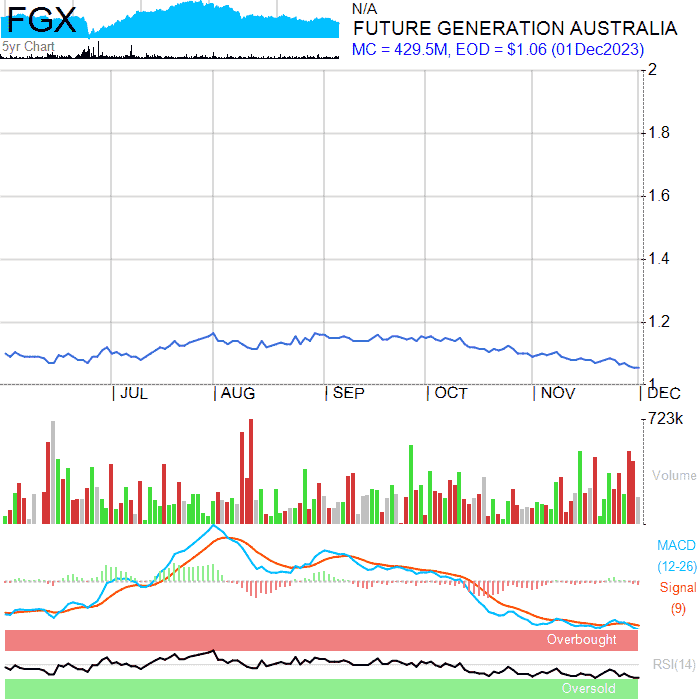 FGX
5yr Chart
N/A
FUTURE GENERATION AUSTRALIA
MC = 429.5M, EOD = $1.06 (01Dec2023)
2
1.8
1.6
1.4
1.2
1
JUL AUG SEP OCT NOV DEC
723k
Volume
MACD
(12-26)
Signal
(9)
Overbought
RSI(14)
Oversold